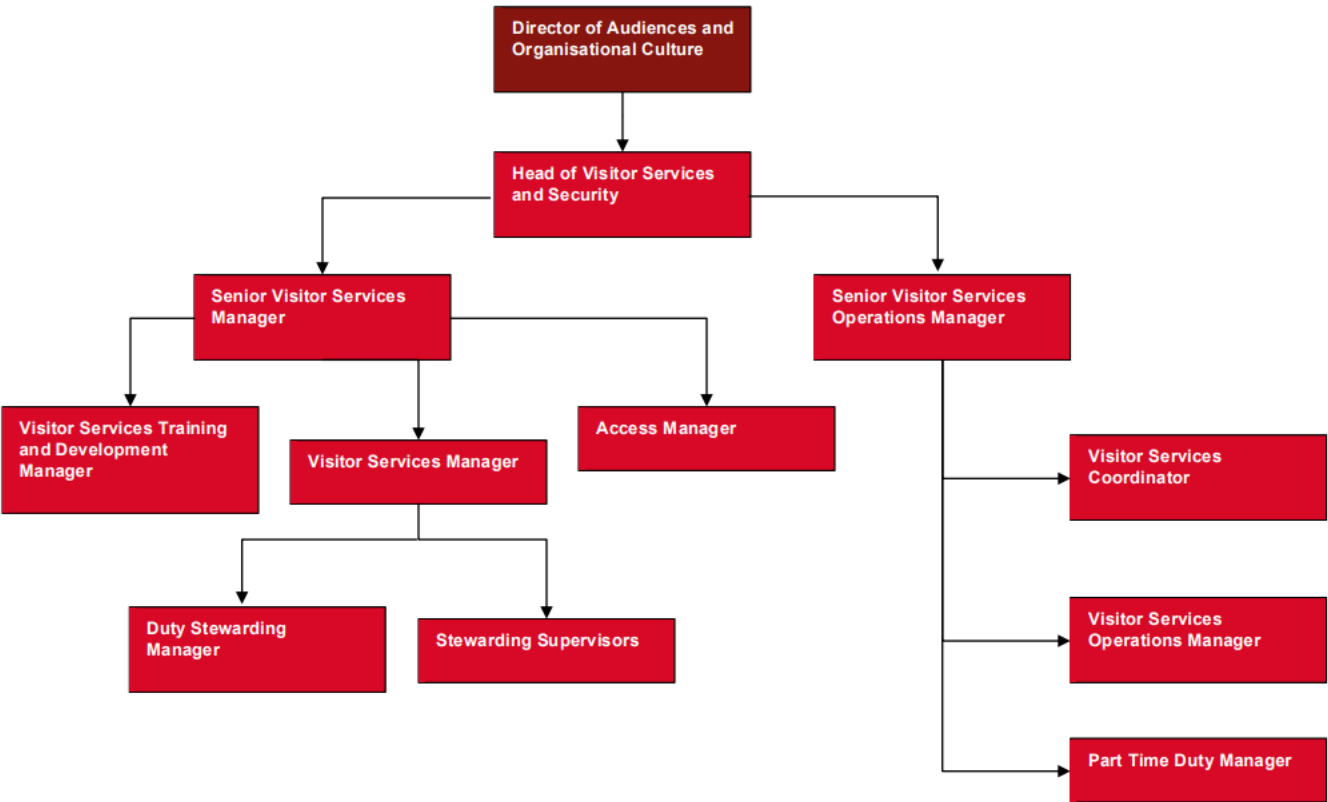 Director of Audiences and
Organisational Culture
Head of Visitor Services
and Security
Senior Visitor Services
Manager
Senior Visitor Services
Operations Manager
Visitor Services Training
and Development
Manager
Visitor Services Manager
Access Manager
Visitor Services
Coordinator
Duty Stewarding
Manager
Stewarding Supervisors
Visitor Services
Operations Manager
Part Time Duty Manager